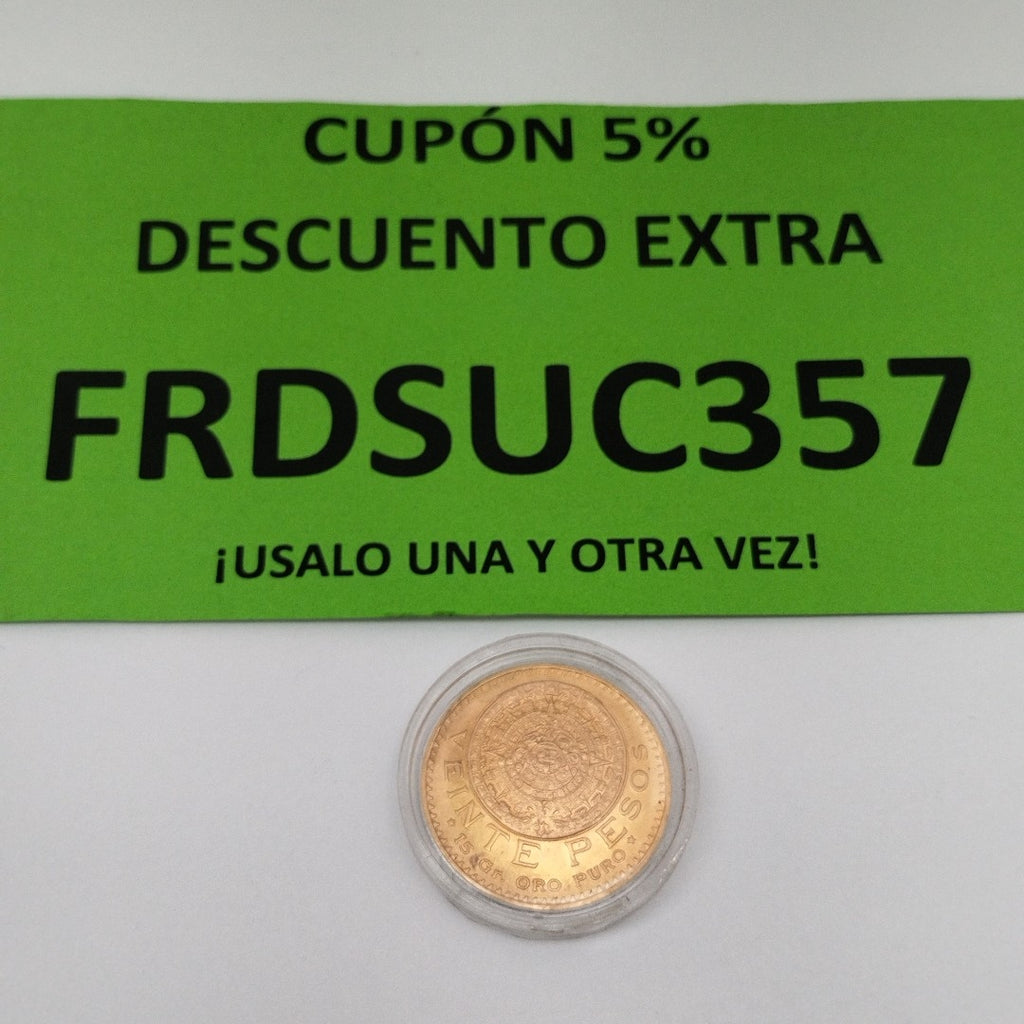 CUPÓN 5%
DESCUENTO EXTRA
FRDSUC357
¡USALO UNA Y OTRA VEZ!
VEINTE PESOS
15 Gr. ORO PURO